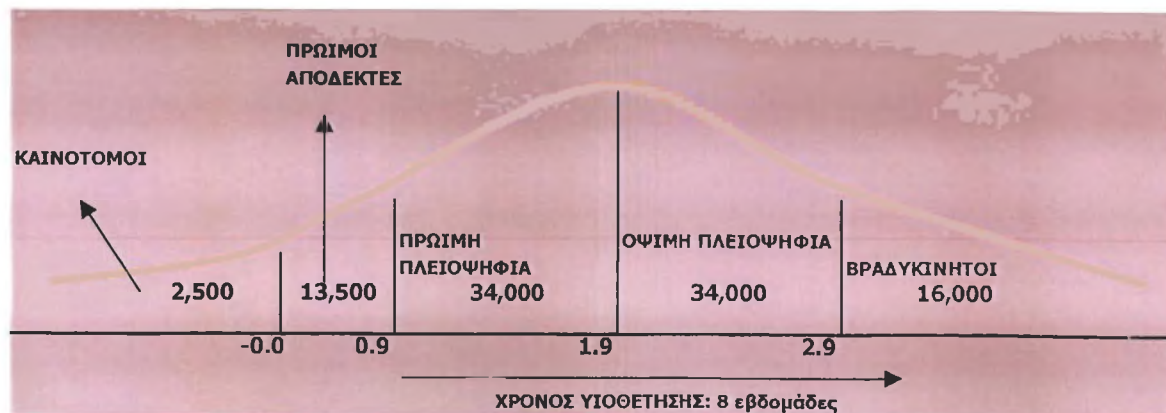 ΠΡΩΙΜΟΙ
ΑΠΟΔΕΚΤΕΣ
ΚΑΙΝΟΤΟΜΟΙ
ΠΡΩΙΜΗ
ΠΛΕΙΟΨΗΦΙΑ
ΟΨΙΜΗ ΠΛΕΙΟΨΗΦΙΑ
ΒΡΑΔΥΚΙΝΗΤΟΙ
2,500 13,500 34,000 34,000 16,000
-0.0 0.9 1.9 2.9
ΧΡΟΝΟΣ ΥΙΟΘΕΤΗΣΗΣ: 8 εβδομάδες